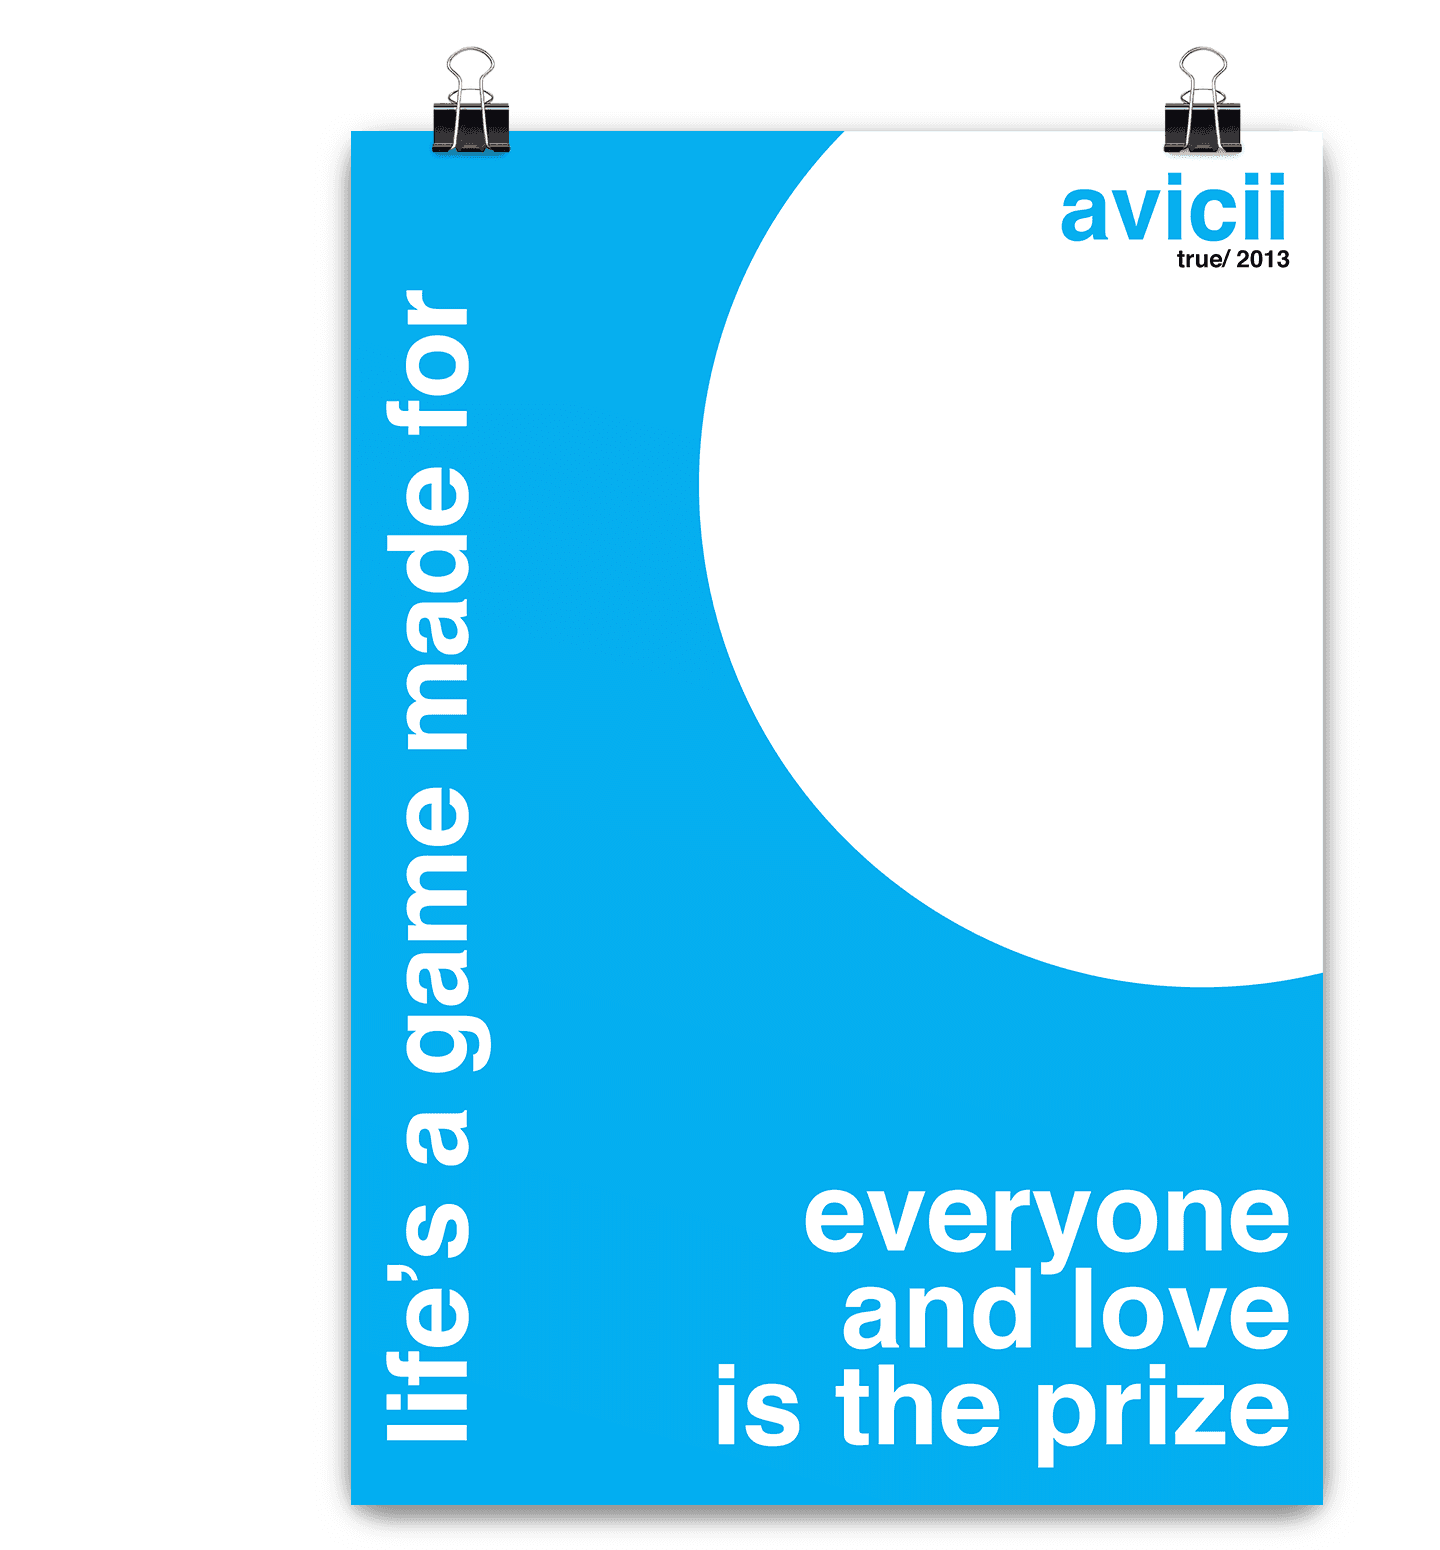 avicii
true/ 2013
life’s a game made for
everyone
and love
is the prize